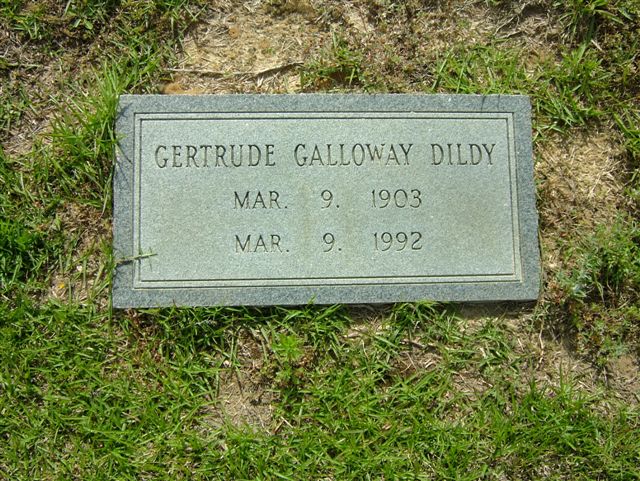 GERTRUDE GALLOWAY DILDY
MAR. 9. 1903
MAR. 9. 1992